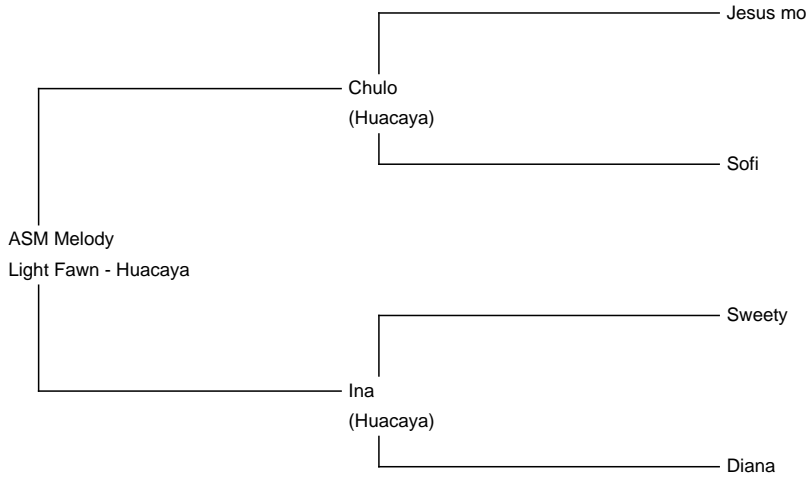 Jesus mo
Chulo
(Huacaya)
Sofi
ASM Melody
Light Fawn - Huacaya
Sweety
Ina
(Huacaya)
Diana